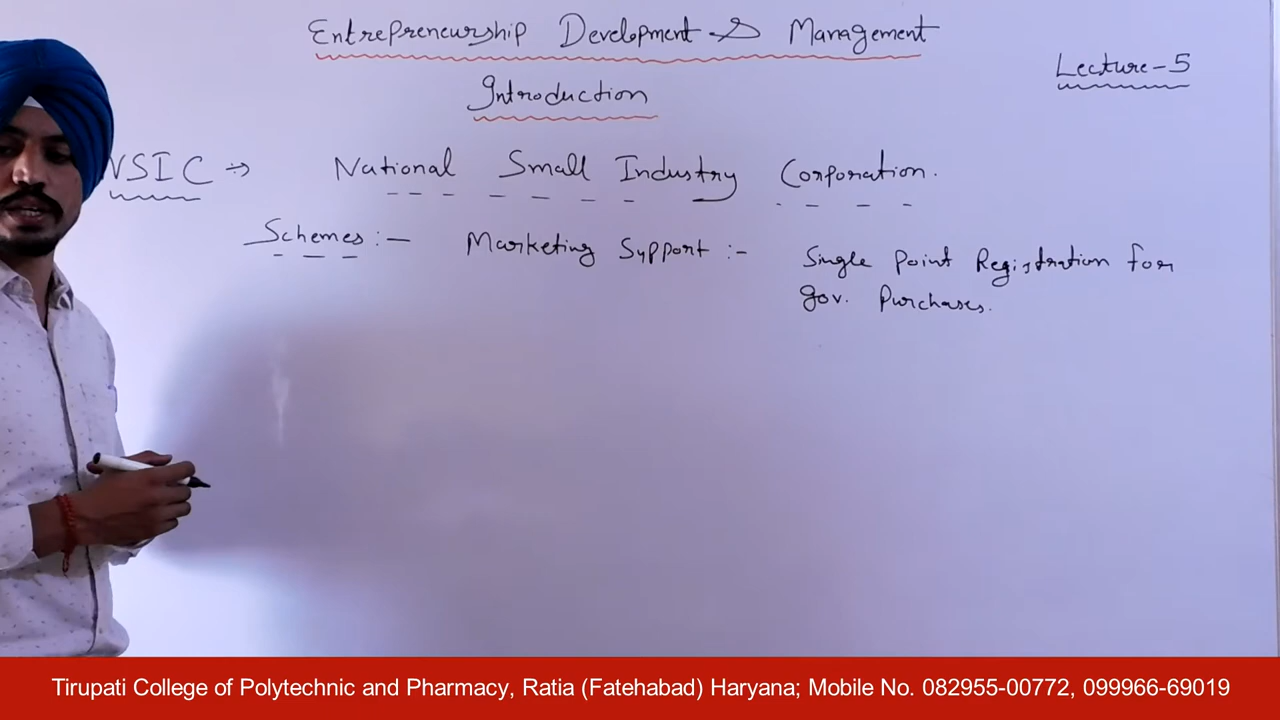 Entrepreneurship Development & Management
Lecture-5
Introduction
NSIC :-> National Small Industry Corporation.
Schemes :- Marketing Support :- Single Point Registration for
gov. Purchases.
Tirupati College of Polytechnic and Pharmacy, Ratia (Fatehabad) Haryana; Mobile No. 082955-00772, 099966-69019